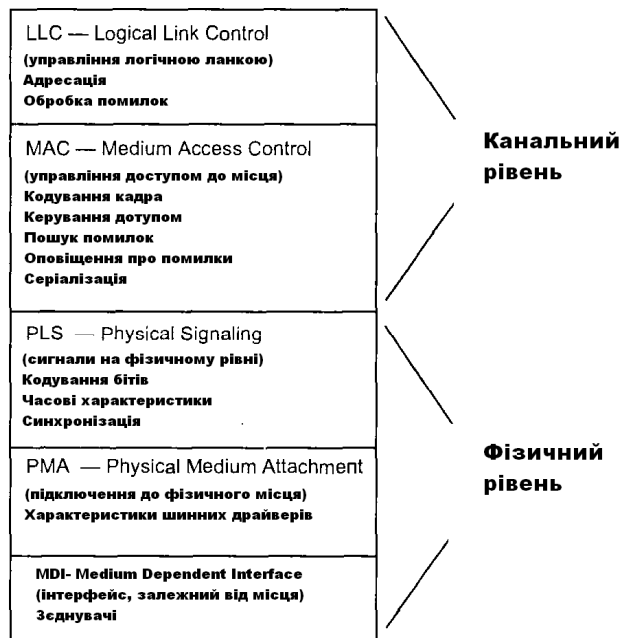 LLC — Logical Link Control
(управління логічною ланкою)
Адресація
Обробка помилок
MAC — Medium Access Control
(управління доступом до місця)
Кодування кадра
Керування дотупом
Пошук помилок
Оповіщення про помилки
Серіалізація
Канальний
рівень
PLS — Physical Signaling
(сигнали на фізичному рівні)
Кодування бітів
Часові характеристики
Синхронізація
PMA — Physical Medium Attachment
(підключення до фізичного місця)
Характеристики шинних драйверів
MDI- Medium Dependent Interface
(інтерфейс, залежний від місця)
Зєднувачі
Фізичний
рівень